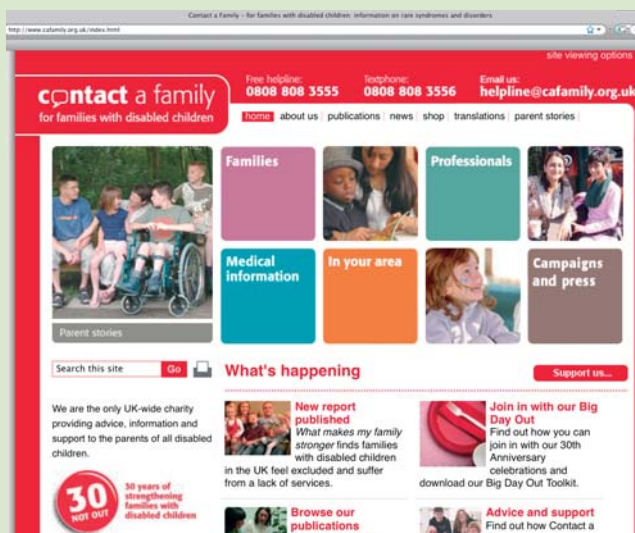 Contact a Family - for families with disabled children: information on rare syndromes and disorders
http://www.cafamily.org.uk/index.html
site viewing options
contact a family
for families with disabled children
Free helpline:
0808 808 3555
Textphone:
0808 808 3556
Email us:
helpline@cafamily.org.uk
home | about us | publications | news | shop | translations | parent stories |
Families
Professionals
Medical
information
In your area
Campaigns
and press
Parent stories
Search this site
Go
We are the only UK-wide charity
providing advice, information and
support to the parents of all disabled
children.
30
NOT OUT
30 years of
strengthening
families with
disabled children
What's happening
Support us...
New report
published
What makes my family
stronger finds families
with disabled children
in the UK feel excluded and suffer
from a lack of services.
Join in with our Big
Day Out
Find out how you can
join in with our 30th
Anniversary
celebrations and
download our Big Day Out Toolkit.
Browse our
publications
Advice and support
Find out how Contact a